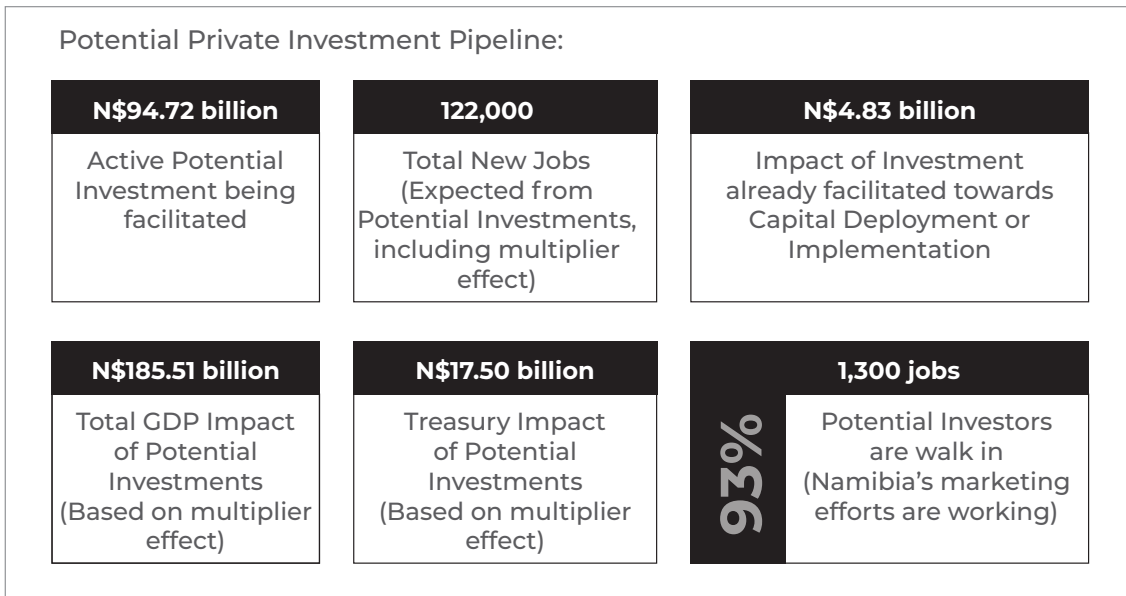 Potential Private Investment Pipeline:
N$94.72 billion
Active Potential
Investment being
facilitated
122,000
Total New Jobs
(Expected from
Potential Investments,
including multiplier
effect)
N$4.83 billion
Impact of Investment
already facilitated towards
Capital Deployment or
Implementation
N$185.51 billion
Total GDP Impact
of Potential
Investments
(Based on multiplier
effect)
N$17.50 billion
Treasury Impact
of Potential
Investments
(Based on multiplier
effect)
1,300 jobs
93%
Potential Investors
are walk in
(Namibia’s marketing
efforts are working)